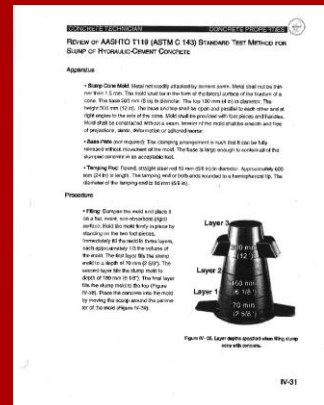 CONCRETE TECHNICIAN CONCRETE PROPERTIES
REVIEW OF AASHTO T119 (ASTM C 143) STANDARD TEST METHOD FOR
SLUMP OF HYDRAULIC-CEMENT CONCRETE
Apparatus
• Slump Cone Mold: Metal not readily attacked by cement paste. Metal shall not be thin-
ner than 1.5 mm. The mold shall be in the form of the lateral surface of the frustum of a
cone. The base 200 mm (8 in) in diameter. The top 100 mm (4 in) in diameter. The
height 300 mm (12 in). The base and top shall be open and parallel to each other and at
right angles to the axis of the cone. Mold shall be provided with foot pieces and handles.
Mold shall be constructed without a seam. Interior of the mold shall be smooth and free
of projections, dents, deformation or adhered mortar.
• Base Plate (not required): The clamping arrangement is such that it can be fully
released without movement of the mold. The base is large enough to contain all of the
slumped concrete in an acceptable test.
• Tamping Rod: Round, straight steel rod 16 mm (5/8 in) in diameter. Approximately 600
mm (24 in) in length. The tamping end or both ends rounded to a hemispherical tip. The
diameter of the tamping end is 16 mm (5/8 in).
Procedure
• Filling: Dampen the mold and place it
on a flat, moist, non-absorbent rigid
surface. Hold the mold firmly in place by
standing on the two foot pieces.
Immediately fill the mold in three layers,
each approximately 1/3 the volume of
the mold. The first layer fills the slump
mold to a depth of 70 mm (2 5/8"). The
second layer fills the slump mold to
depth of 160 mm (6 1/8"). The final layer
fills the slump mold to the top (Figure
IV-38). Place the concrete into the mold
by moving the scoop around the perime-
ter of the mold (Figure IV-39).
Layer 3
300 mm
(12 ")
Layer 2
160 mm
Layer 1 (6 1/8 ")
70 mm
(2 5/8 ")
Figure IV-38. Layer depths specified when filling slump
cone with concrete.
IV-31